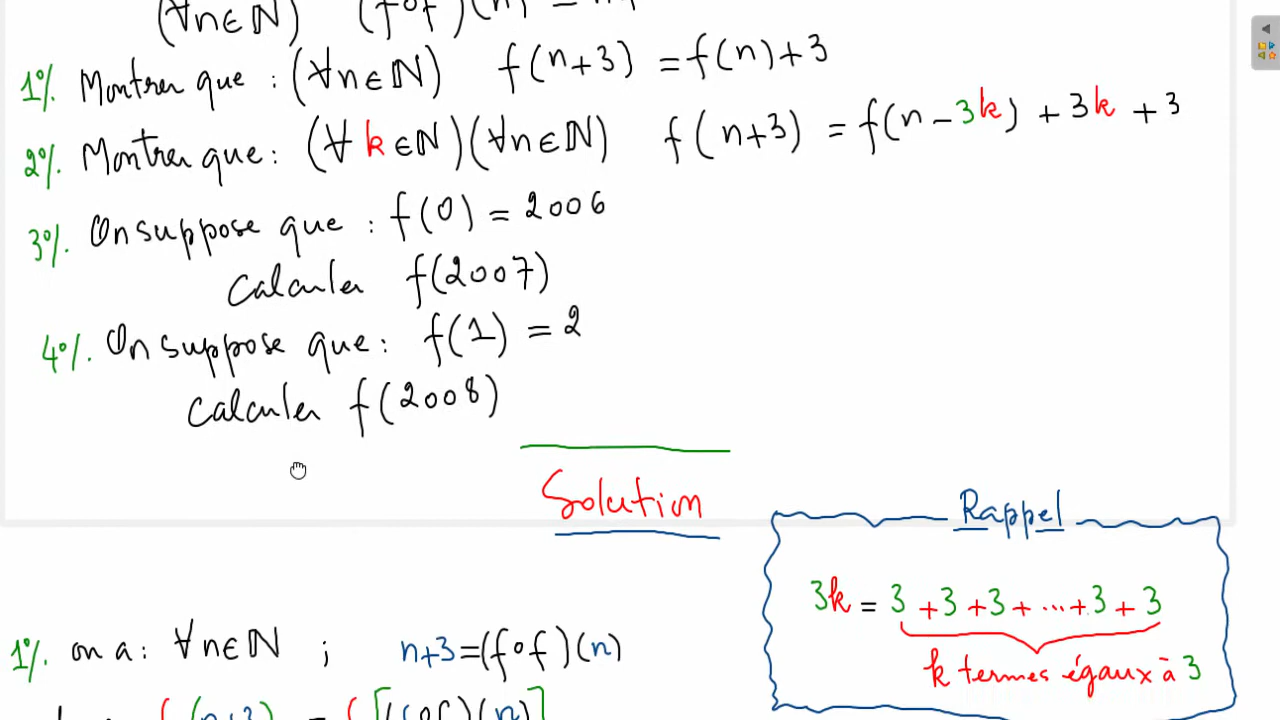 (∀n∈ℕ) (f∘f)(n) =
1°/. Montrer que : (∀n∈ℕ) f(n+3) = f(n)+3
2°/. Montrer que : (∀ k∈ℕ)(∀n∈ℕ) f(n+3) = f(n-3k) + 3k + 3
3°/. On suppose que : f(0) = 2006
Calculer f(2007)
4°/. On suppose que : f(1) = 2
Calculer f(2008)
Solution
Rappel
3k = 3 +3 +3 + ... +3 + 3
k termes égaux à 3
1°/. on a : ∀n∈ℕ ; n+3=(f∘f)(n)
(n+3) = ([(f∘f)(n)]